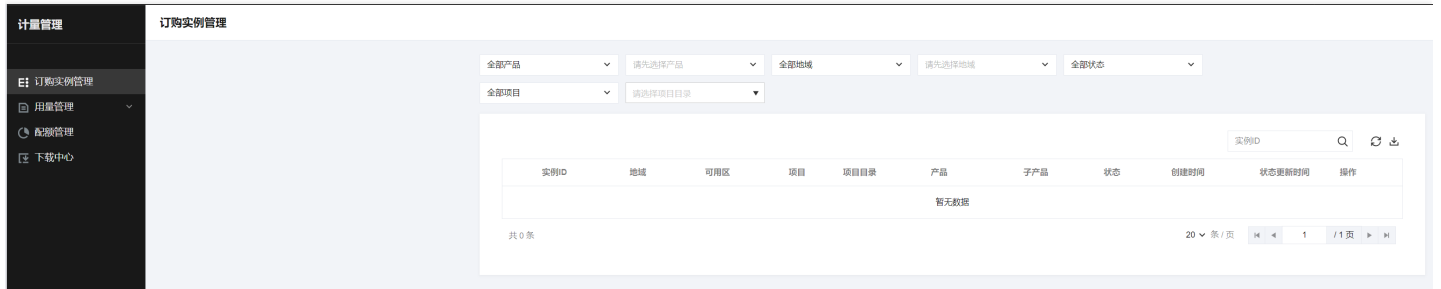 计量管理
订购实例管理
订购实例管理
用量管理
配额管理
下载中心
全部产品 请先选择产品 全部地域 请先选择地域 全部状态
全部项目 请选择项目目录
实例ID
实例ID 地域 可用区 项目 项目目录 产品 子产品 状态 创建时间 状态更新时间 操作
暂无数据
共 0 条 20 条 / 页 1 / 1 页